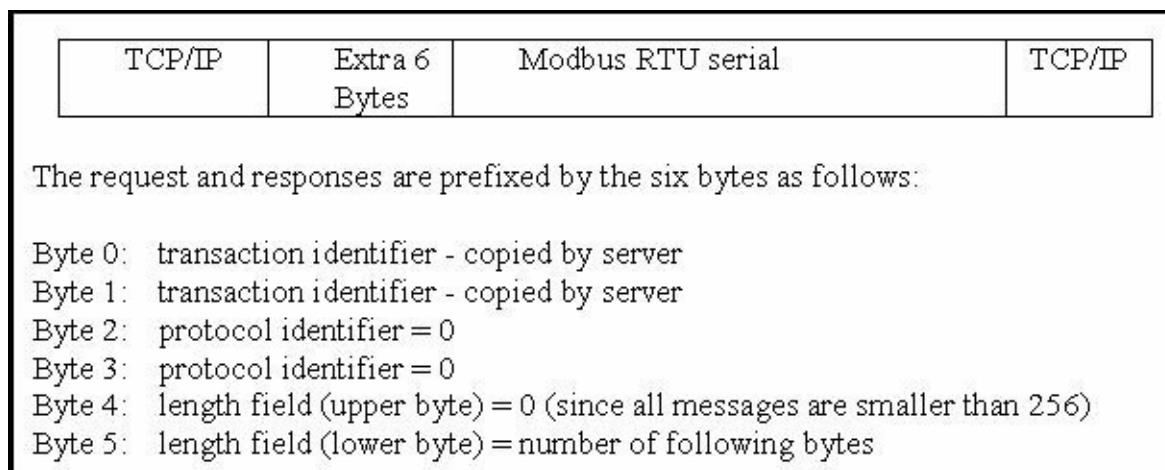 TCP/IP Extra 6 Modbus RTU serial TCP/IP
Bytes
The request and responses are prefixed by the six bytes as follows:
Byte 0: transaction identifier - copied by server
Byte 1: transaction identifier - copied by server
Byte 2: protocol identifier = 0
Byte 3: protocol identifier = 0
Byte 4: length field (upper byte) = 0 (since all messages are smaller than 256)
Byte 5: length field (lower byte) = number of following bytes